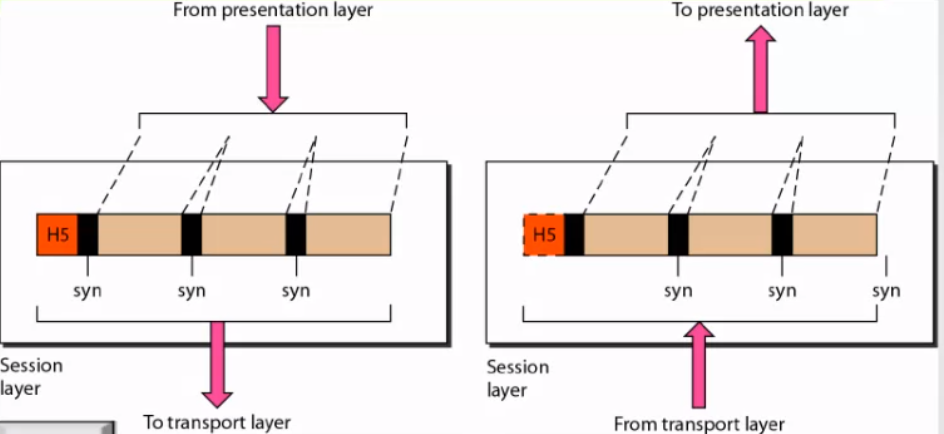 From presentation layer
To presentation layer
H5
H5
syn
syn
syn
syn
syn
syn
Session
layer
Session
layer
To transport layer
From transport layer